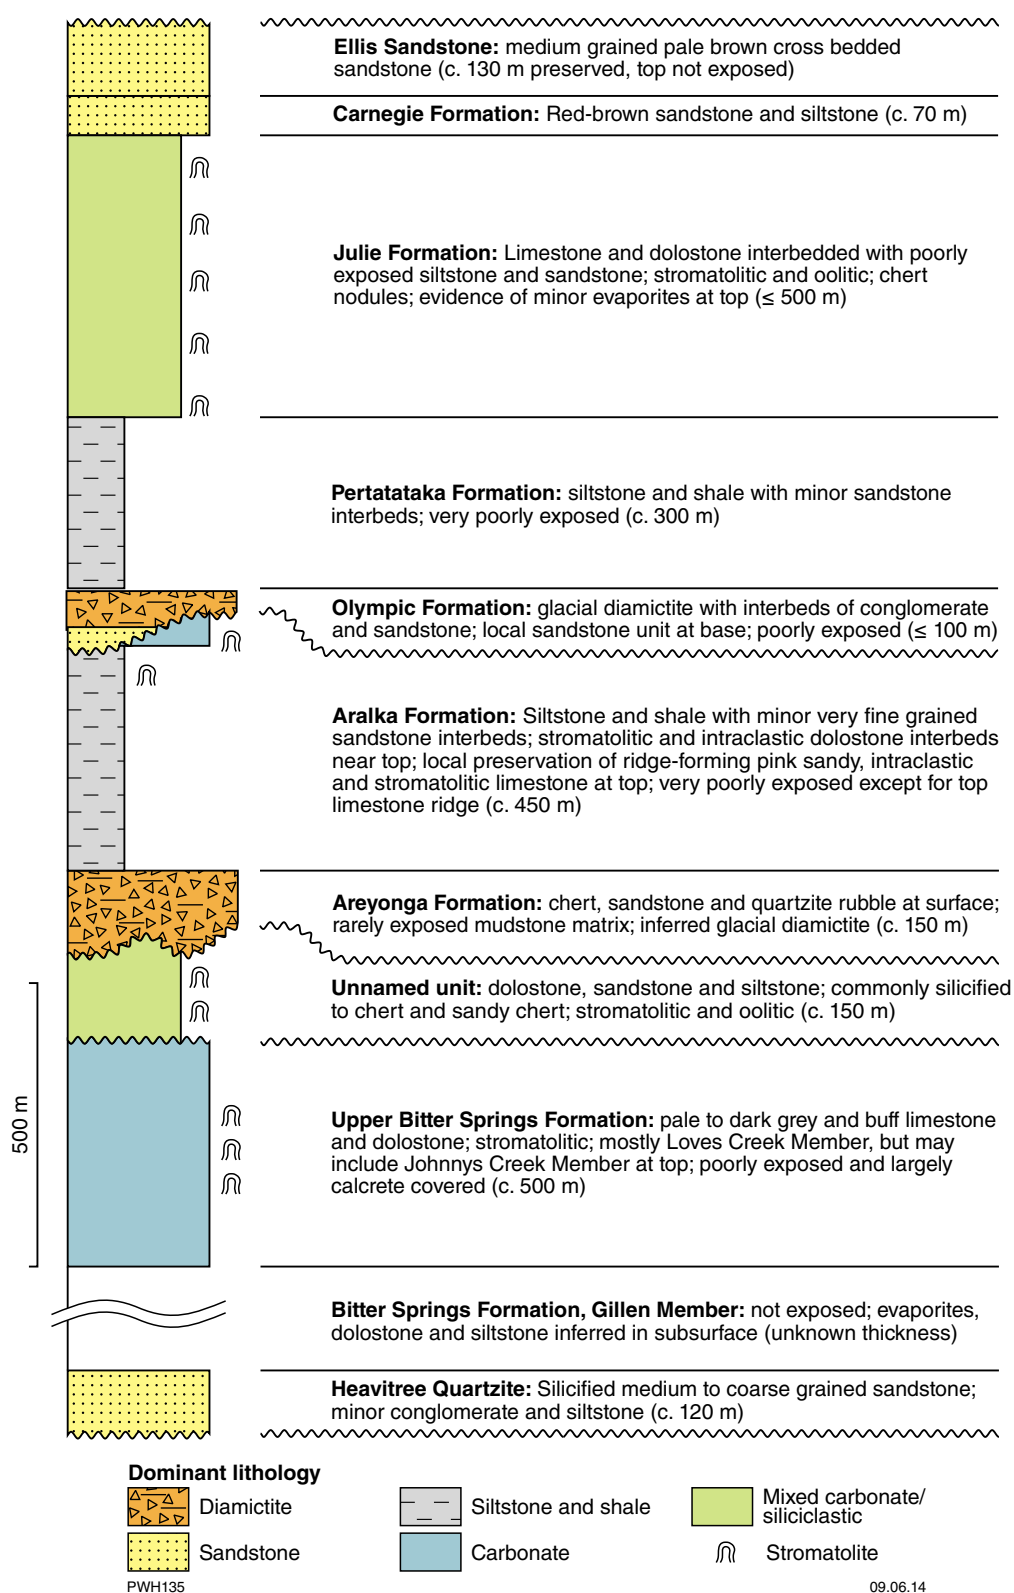 Ellis Sandstone: medium grained pale brown cross bedded
sandstone (c. 130 m preserved, top not exposed)
Carnegie Formation: Red-brown sandstone and siltstone (c. 70 m)
Julie Formation: Limestone and dolostone interbedded with poorly
exposed siltstone and sandstone; stromatolitic and oolitic; chert
nodules; evidence of minor evaporites at top (≤ 500 m)
Pertatataka Formation: siltstone and shale with minor sandstone
interbeds; very poorly exposed (c. 300 m)
Olympic Formation: glacial diamictite with interbeds of conglomerate
and sandstone; local sandstone unit at base; poorly exposed (≤ 100 m)
Aralka Formation: Siltstone and shale with minor very fine grained
sandstone interbeds; stromatolitic and intraclastic dolostone interbeds
near top; local preservation of ridge-forming pink sandy, intraclastic
and stromatolitic limestone at top; very poorly exposed except for top
limestone ridge (c. 450 m)
Areyonga Formation: chert, sandstone and quartzite rubble at surface;
rarely exposed mudstone matrix; inferred glacial diamictite (c. 150 m)
Unnamed unit: dolostone, sandstone and siltstone; commonly silicified
to chert and sandy chert; stromatolitic and oolitic (c. 150 m)
500 m
Upper Bitter Springs Formation: pale to dark grey and buff limestone
and dolostone; stromatolitic; mostly Loves Creek Member, but may
include Johnnys Creek Member at top; poorly exposed and largely
calcrete covered (c. 500 m)
Bitter Springs Formation, Gillen Member: not exposed; evaporites,
dolostone and siltstone inferred in subsurface (unknown thickness)
Heavitree Quartzite: Silicified medium to coarse grained sandstone;
minor conglomerate and siltstone (c. 120 m)
Dominant lithology
Diamictite
Siltstone and shale
Mixed carbonate/
siliciclastic
Sandstone
Carbonate
Stromatolite
PWH135
09.06.14